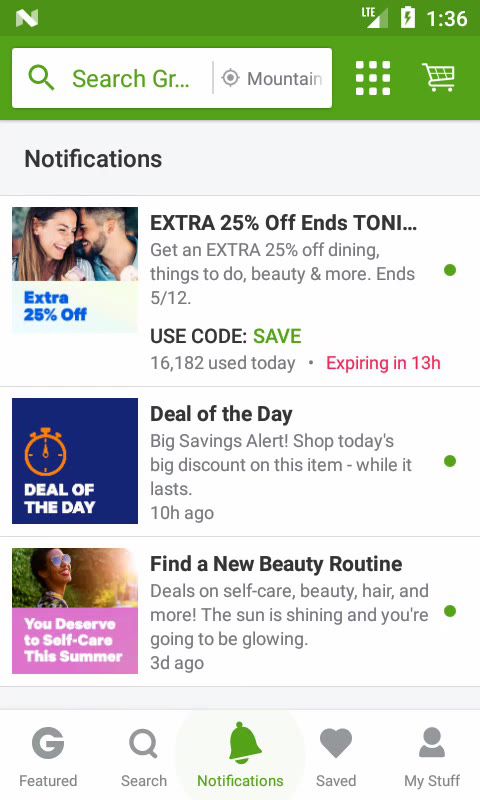 LTE
1:36
Search Gr...
Mountain
Notifications
EXTRA 25% Off Ends TONI...
Get an EXTRA 25% off dining,
things to do, beauty & more. Ends
5/12.
Extra
25% Off
USE CODE: SAVE
16,182 used today • Expiring in 13h
Deal of the Day
Big Savings Alert! Shop today's
big discount on this item - while it
lasts.
10h ago
DEAL OF
THE DAY
Find a New Beauty Routine
Deals on self-care, beauty, hair, and
more! The sun is shining and you're
going to be glowing.
3d ago
You Deserve
to Self-Care
This Summer
Featured
Search
Notifications
Saved
My Stuff